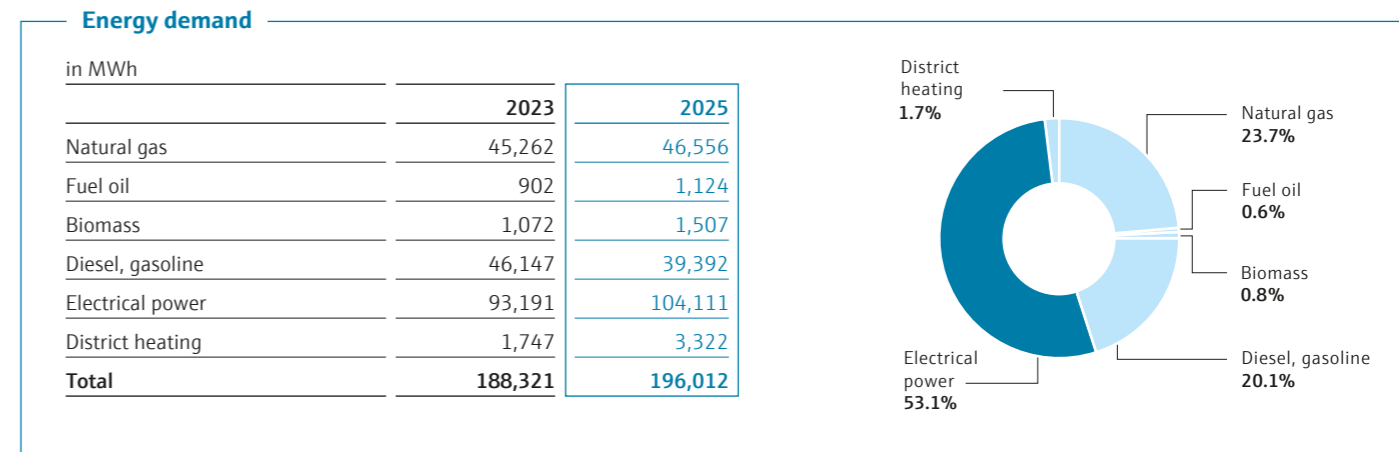 Energy demand
in MWh
2023 2025
Natural gas 45,262 46,556
Fuel oil 902 1,124
Biomass 1,072 1,507
Diesel, gasoline 46,147 39,392
Electrical power 93,191 104,111
District heating 1,747 3,322
Total 188,321 196,012
District
heating
1.7%
Natural gas
23.7%
Fuel oil
0.6%
Biomass
0.8%
Diesel, gasoline
20.1%
Electrical
power
53.1%